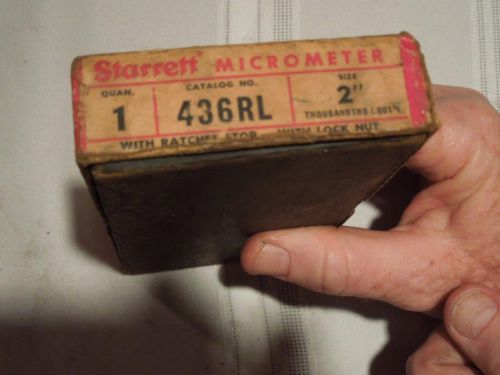 Starrett MICROMETER
QUAN. CATALOG NO. SIZE
1 436RL 2"
THOUSANDTHS (.001")
WITH RATCHET STOP WITH LOCK NUT